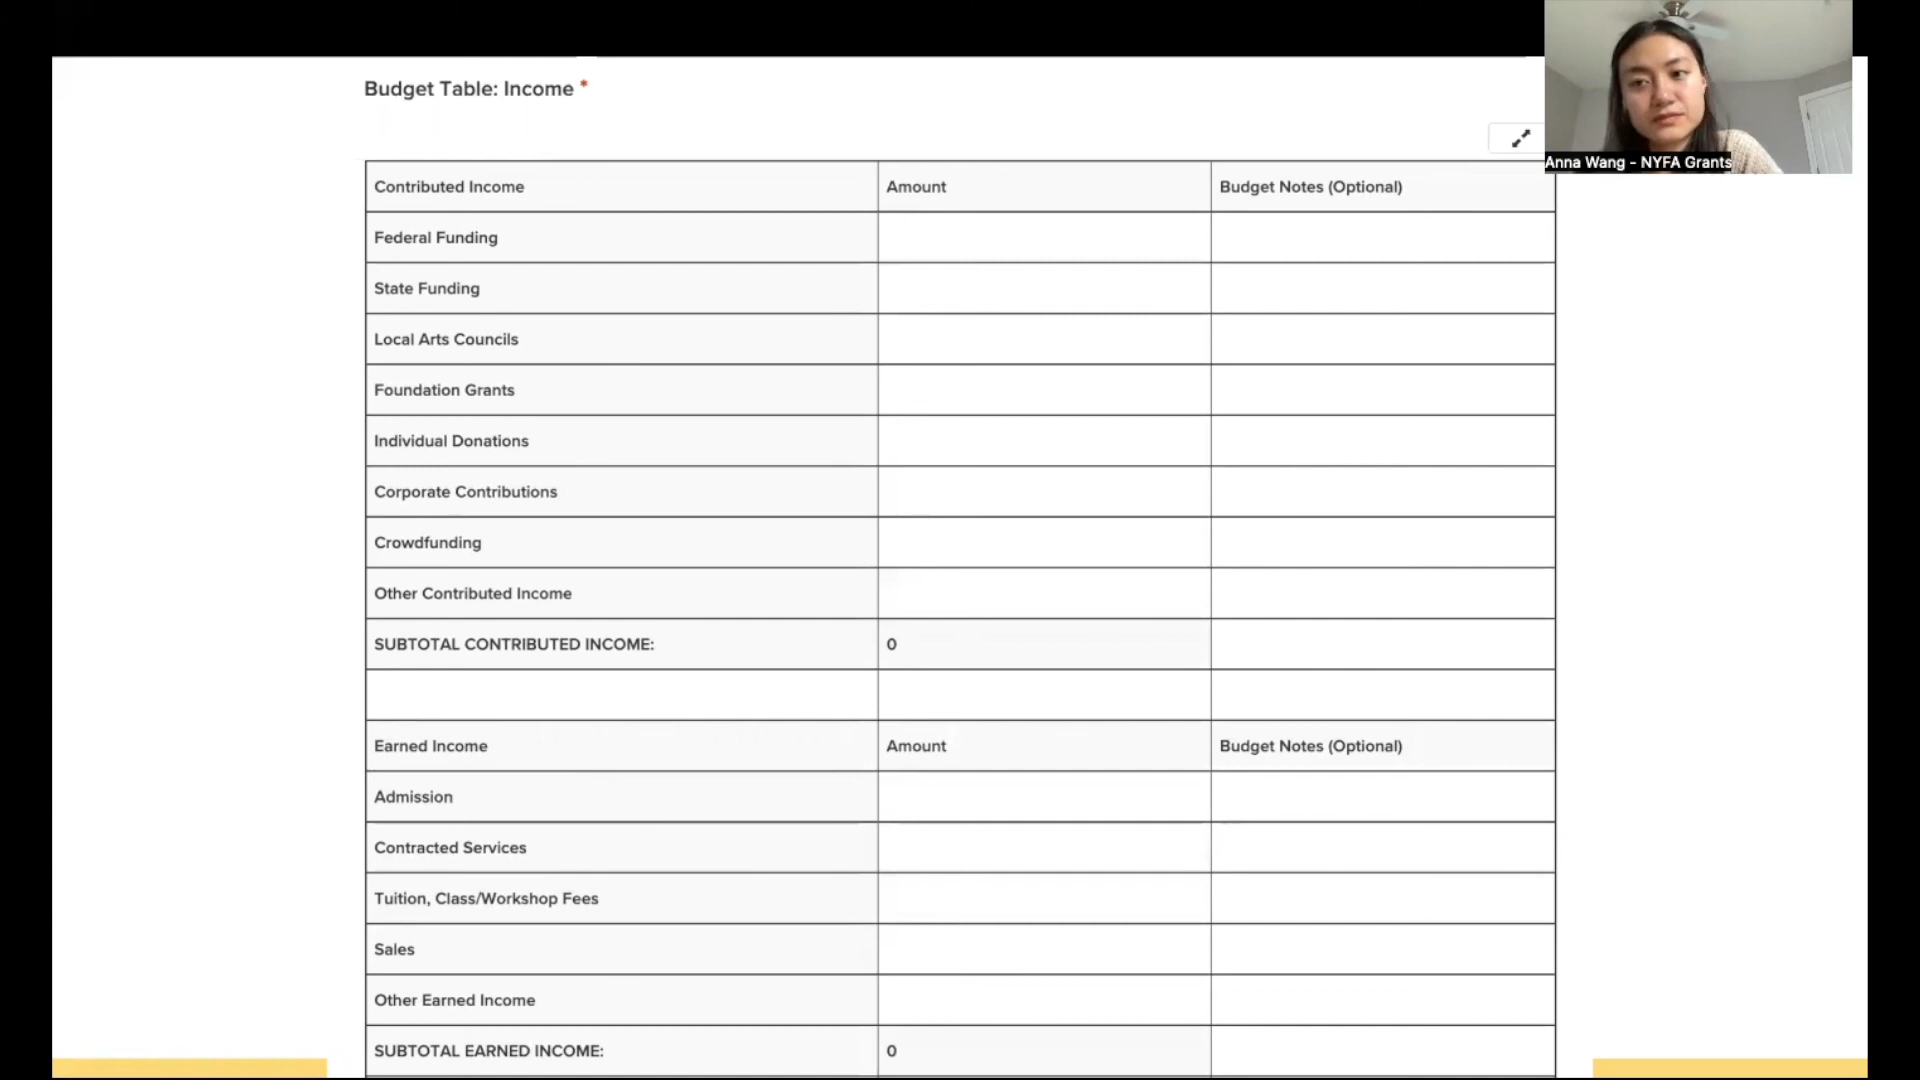 Budget Table: Income *
Anna Wang - NYFA Grants
Contributed Income Amount Budget Notes (Optional)
Federal Funding
State Funding
Local Arts Councils
Foundation Grants
Individual Donations
Corporate Contributions
Crowdfunding
Other Contributed Income
SUBTOTAL CONTRIBUTED INCOME: 0
Earned Income Amount Budget Notes (Optional)
Admission
Contracted Services
Tuition, Class/Workshop Fees
Sales
Other Earned Income
SUBTOTAL EARNED INCOME: 0